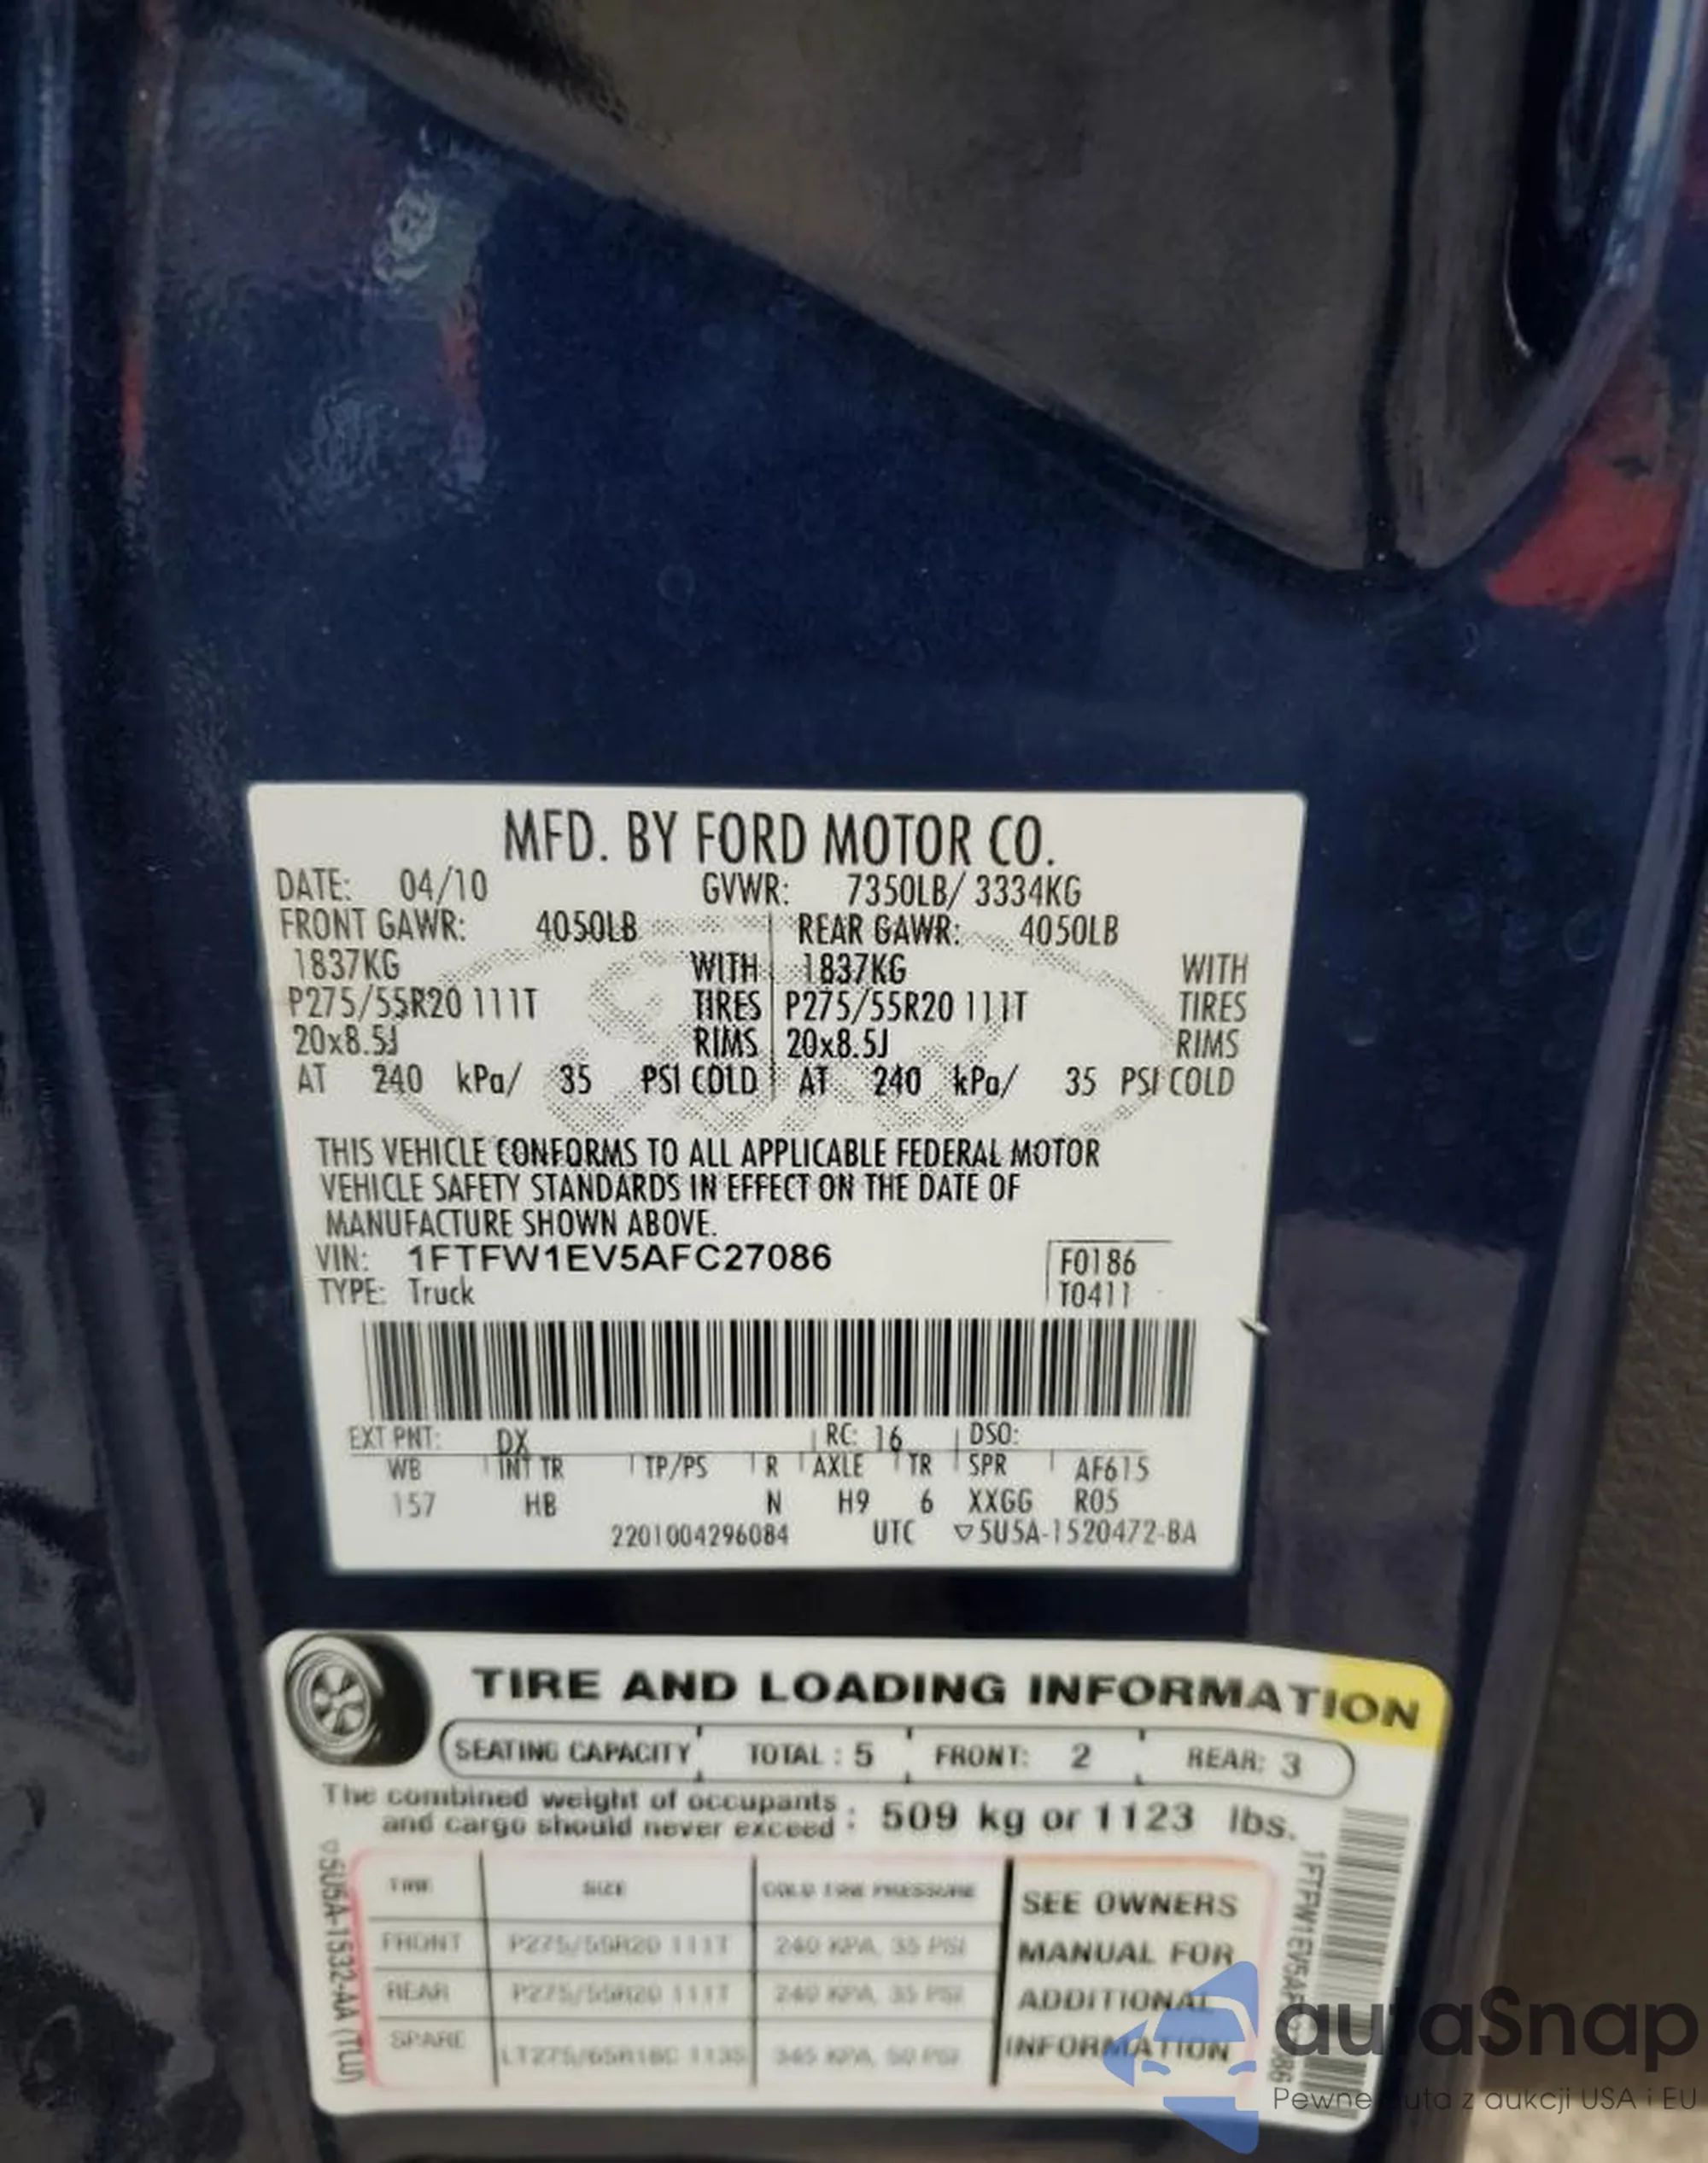 MFD. BY FORD MOTOR CO.
DATE: 04/10 GVWR: 7350LB/ 3334KG
FRONT GAWR: 4050LB REAR GAWR: 4050LB
1837KG WITH 1837KG WITH
P275/55R20 111T TIRES P275/55R20 111T TIRES
20x8.5J RIMS 20x8.5J RIMS
AT 240 kPa/ 35 PSI COLD AT 240 kPa/ 35 PSI COLD
THIS VEHICLE CONFORMS TO ALL APPLICABLE FEDERAL MOTOR
VEHICLE SAFETY STANDARDS IN EFFECT ON THE DATE OF
MANUFACTURE SHOWN ABOVE.
VIN: 1FTFW1EV5AFC27086 F0186
TYPE: Truck T0411
EXT PNT: DX RC: 16 DSO:
WB INT TR TP/PS R AXLE TR SPR AF615
157 HB N H9 6 XXGG R05
2201004296084 UTC ▽5U5A-1520472-BA
TIRE AND LOADING INFORMATION
SEATING CAPACITY TOTAL : 5 FRONT: 2 REAR: 3
The combined weight of occupants
and cargo should never exceed : 509 kg or 1123 lbs.
TIRE SIZE COLD TIRE PRESSURE SEE OWNERS
FRONT P275/55R20 111T 240 KPA, 35 PSI MANUAL FOR
REAR P275/55R20 111T 240 KPA, 35 PSI ADDITIONAL
SPARE LT275/65R18C 113S 345 KPA, 50 PSI INFORMATION
▽5U5A-1532-AA (TLU)
autaSnap
Pewne auta z aukcji USA i EU